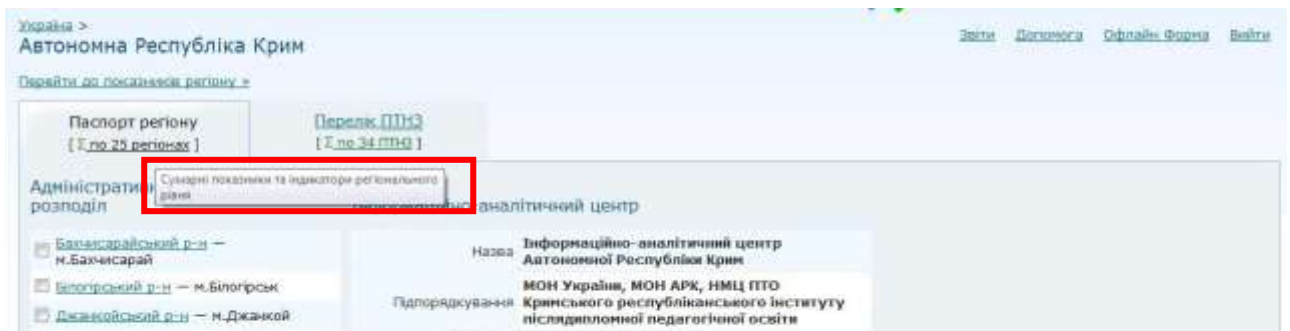 Україна >
Автономна Республіка Крим
Звіти Допомога Офлайн Форма Вийти
Перейти до показників регіону »
Паспорт регіону
[ Σ по 25 регіонах ]
Перелік ПТНЗ
[ Σ по 34 ПТНЗ ]
Сумарні показники та індикатори регіонального
рівня
Адміністративн
розподіл
аналітичний центр
Бахчисарайський р-н —
м.Бахчисарай
Білогірський р-н — м.Білогірськ
Джанкойський р-н — м.Джанкой
Назва Інформаційно-аналітичний центр
Автономної Республіки Крим
Підпорядкування МОН України, МОН АРК, НМЦ ПТО
Кримського республіканського інституту
післядипломної педагогічної освіти